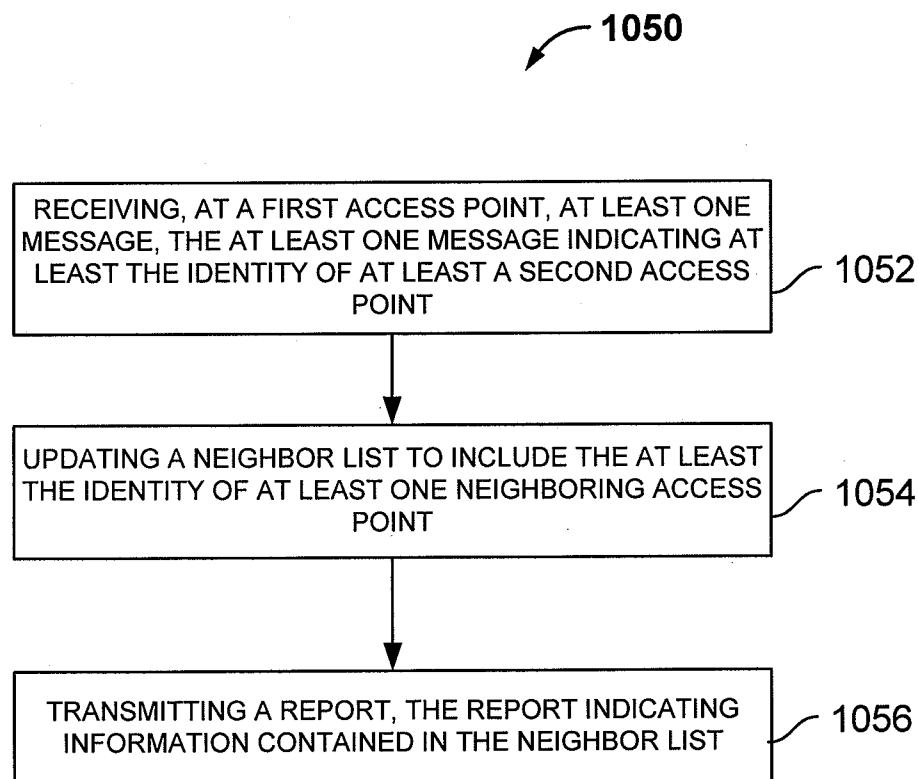 1050
RECEIVING, AT A FIRST ACCESS POINT, AT LEAST ONE
MESSAGE, THE AT LEAST ONE MESSAGE INDICATING AT
LEAST THE IDENTITY OF AT LEAST A SECOND ACCESS
POINT
1052
UPDATING A NEIGHBOR LIST TO INCLUDE THE AT LEAST
THE IDENTITY OF AT LEAST ONE NEIGHBORING ACCESS
POINT
1054
TRANSMITTING A REPORT, THE REPORT INDICATING
INFORMATION CONTAINED IN THE NEIGHBOR LIST
1056